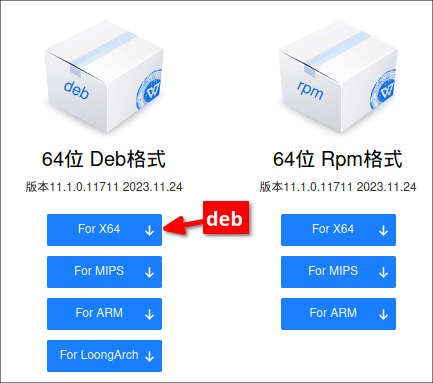 deb
64位 Deb格式
版本11.1.0.11711 2023.11.24
For X64
For MIPS
For ARM
For LoongArch
deb
rpm
64位 Rpm格式
版本11.1.0.11711 2023.11.24
For X64
For MIPS
For ARM